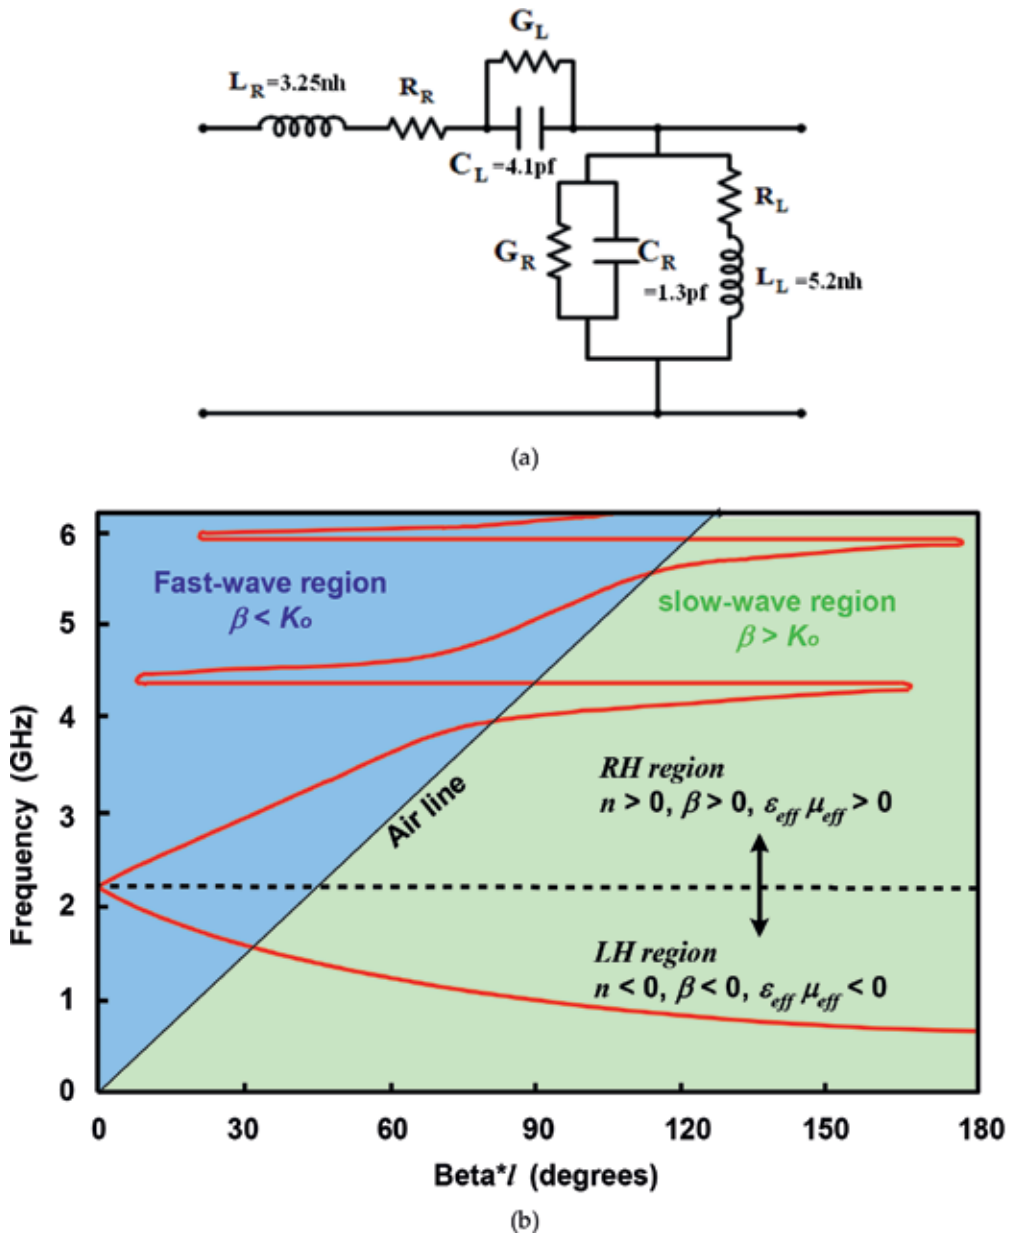 G_L
L_R=3.25nh
R_R
C_L=4.1pf
R_L
G_R
C_R
=1.3pf
L_L=5.2nh
(a)
6
Fast-wave region
β < K₀
slow-wave region
β > K₀
5
4
RH region
n > 0, β > 0, ε_eff μ_eff > 0
Air line
3
2
LH region
n < 0, β < 0, ε_eff μ_eff < 0
1
0
Frequency (GHz)
0 30 60 90 120 150 180
Beta*l (degrees)
(b)